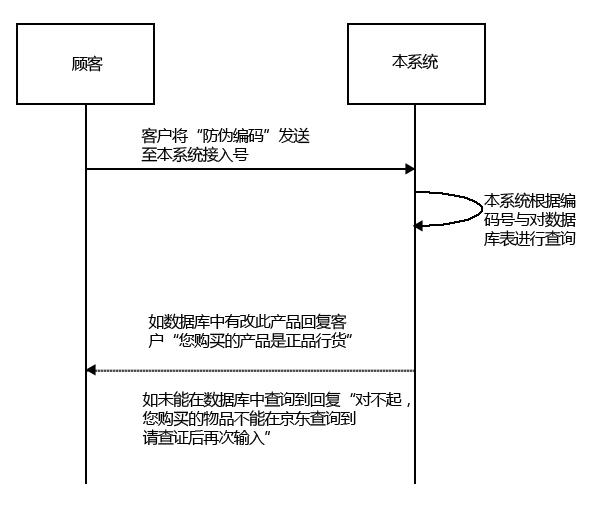 顾客
本系统
客户将“防伪编码”发送
至本系统接入号
本系统根据编
码号与对数据
库表进行查询
如数据库中有改此产品回复客
户“您购买的产品是正品行货”
如未能在数据库中查询到回复“对不起，
您购买的物品不能在京东查询到
请查证后再次输入”